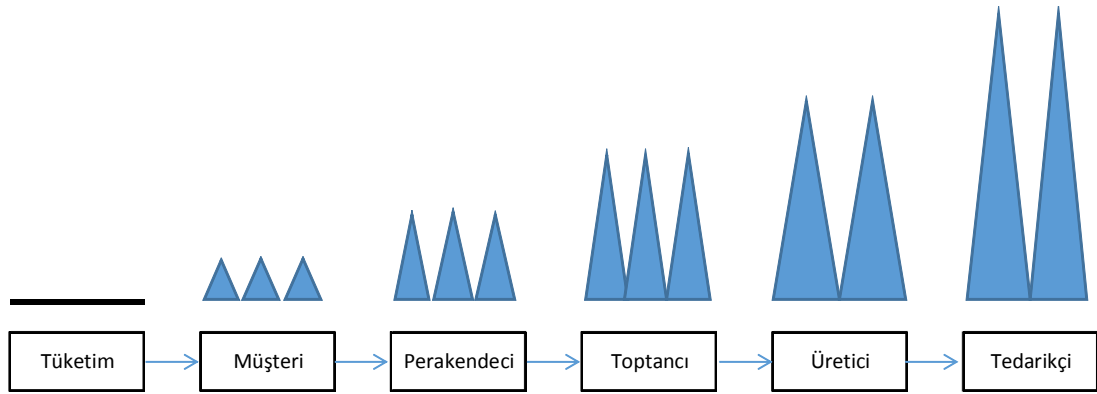 Tüketim
Müşteri
Perakendeci
Toptancı
Üretici
Tedarikçi